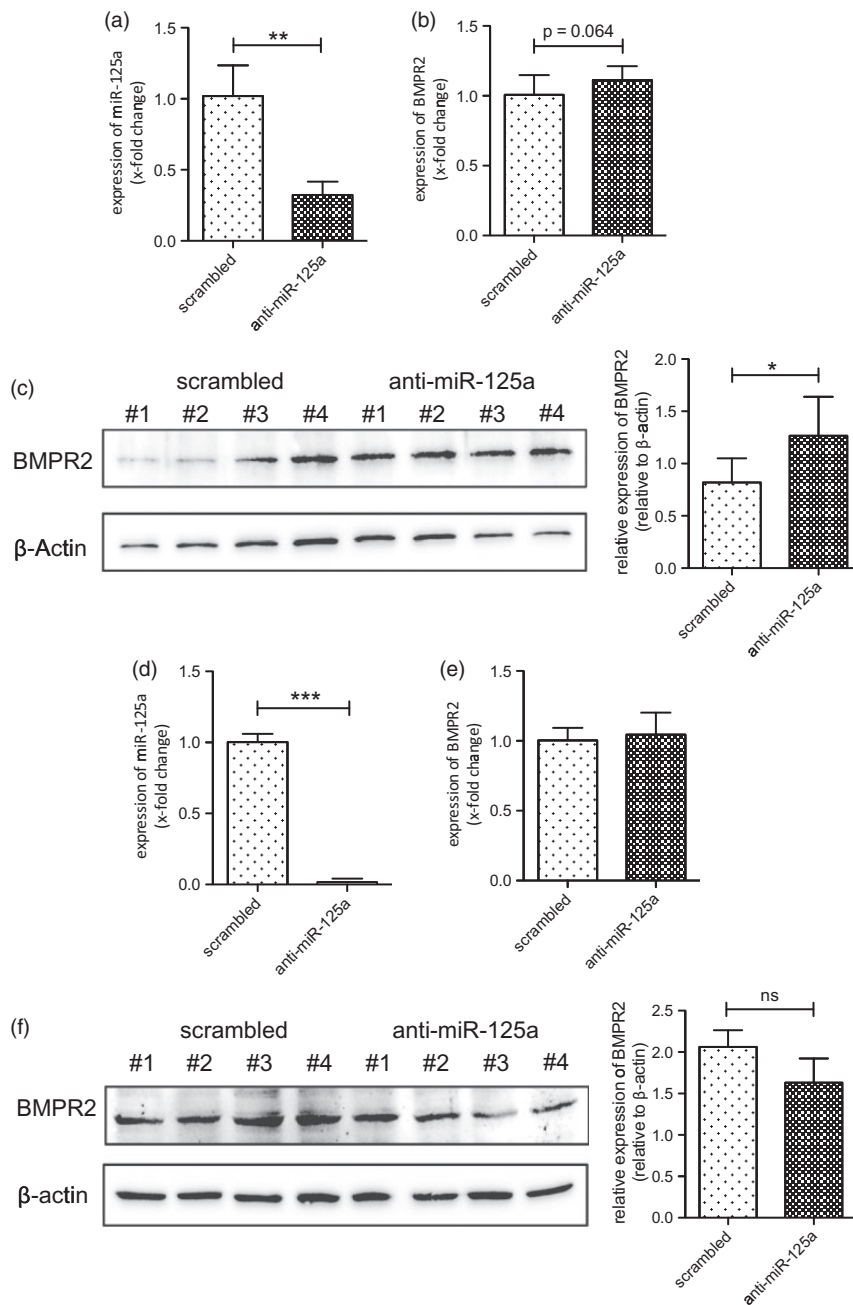 (a)
expression of miR-125a
(x-fold change)
1.5
1.0
0.5
0.0
**
scrambled
anti-miR-125a
(b)
expression of BMPR2
(x-fold change)
1.5
1.0
0.5
0.0
p = 0.064
scrambled
anti-miR-125a
(c)
scrambled anti-miR-125a
#1 #2 #3 #4 #1 #2 #3 #4
BMPR2
β-Actin
relative expression of BMPR2
(relative to β-actin)
2.0
1.5
1.0
0.5
0.0
*
scrambled
anti-miR-125a
(d)
expression of miR-125a
(x-fold change)
1.5
1.0
0.5
0.0
***
scrambled
anti-miR-125a
(e)
expression of BMPR2
(x-fold change)
1.5
1.0
0.5
0.0
scrambled
anti-miR-125a
(f)
scrambled anti-miR-125a
#1 #2 #3 #4 #1 #2 #3 #4
BMPR2
β-actin
relative expression of BMPR2
(relative to β-actin)
2.5
2.0
1.5
1.0
0.5
0.0
ns
scrambled
anti-miR-125a